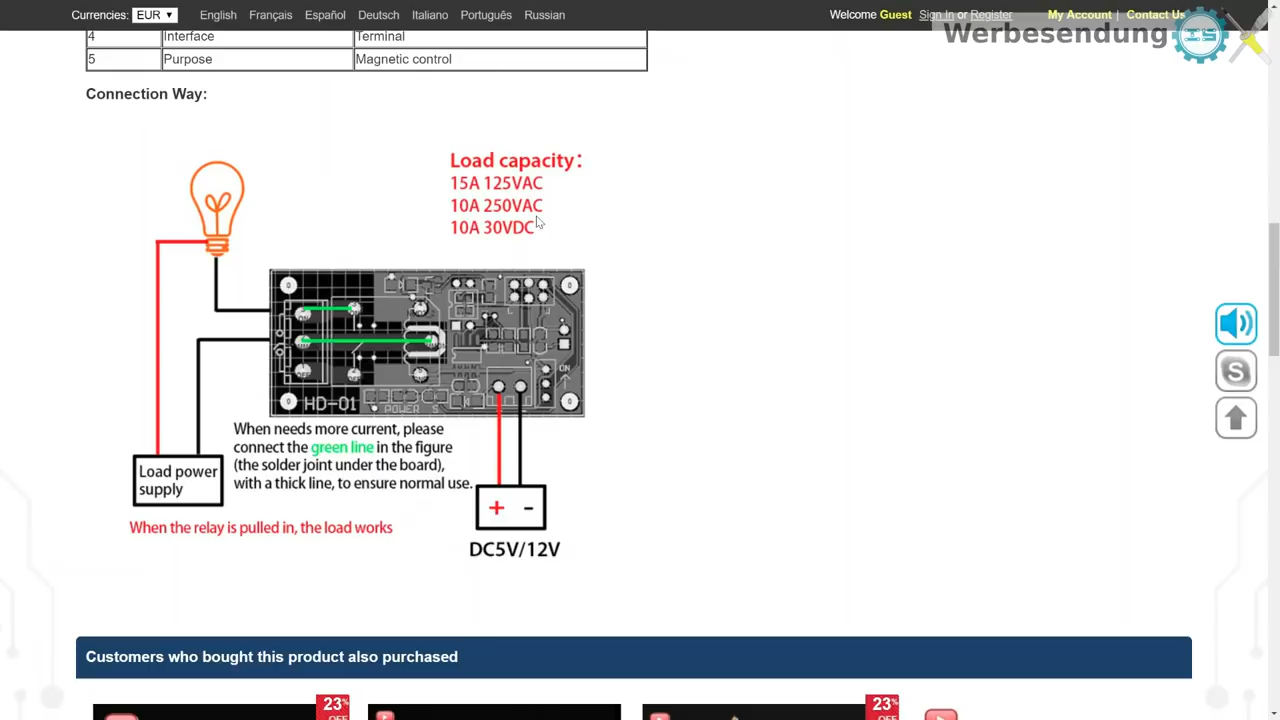 Currencies: EUR ▼ English Français Español Deutsch Italiano Português Russian Welcome Guest Sign In or Register My Account | Contact Us
Werbesendung
4 Interface Terminal
5 Purpose Magnetic control
Connection Way:
Load capacity:
15A 125VAC
10A 250VAC
10A 30VDC
ON
HD-01
POWER S
When needs more current, please
connect the green line in the figure
(the solder joint under the board),
with a thick line, to ensure normal use.
Load power
supply
+ -
When the relay is pulled in, the load works
DC5V/12V
Customers who bought this product also purchased
23%
OFF
23%
OFF